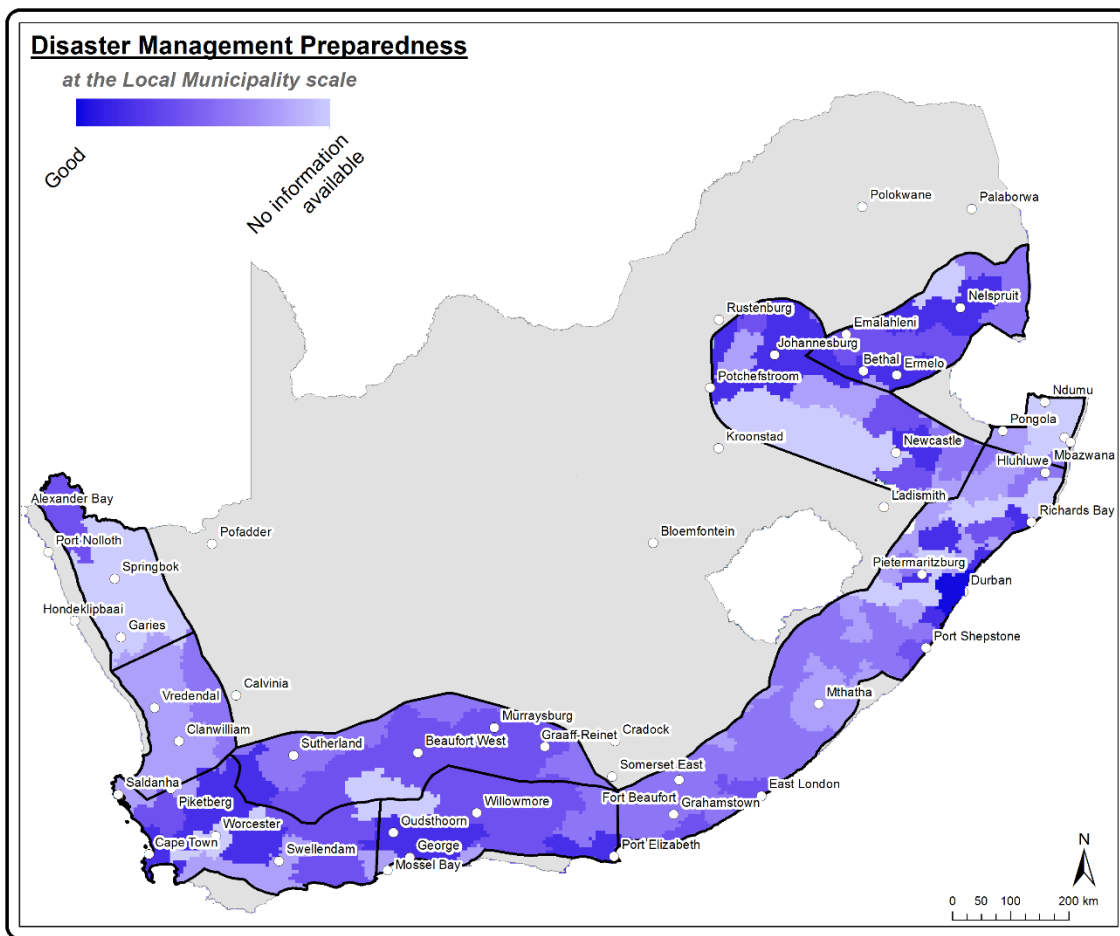 Disaster Management Preparedness
at the Local Municipality scale
Good
No information
available
Polokwane
Palaborwa
Rustenburg
Nelspruit
Emalahleni
Johannesburg
Bethal
Ermelo
Potchefstroom
Ndumu
Pongola
Kroonstad
Newcastle
Mbazwana
Hluhluwe
Ladismith
Alexander Bay
Richards Bay
Port Nolloth
Pofadder
Bloemfontein
Springbok
Pietermaritzburg
Durban
Hondeklipbaai
Garies
Port Shepstone
Calvinia
Vredendal
Mthatha
Murraysburg
Clanwilliam
Cradock
Sutherland
Beaufort West
Graaff-Reinet
Somerset East
Saldanha
East London
Piketberg
Willowmore
Fort Beaufort
Grahamstown
Worcester
Oudsthoorn
Cape Town
George
Port Elizabeth
Swellendam
Mossel Bay
N
0 50 100 200 km